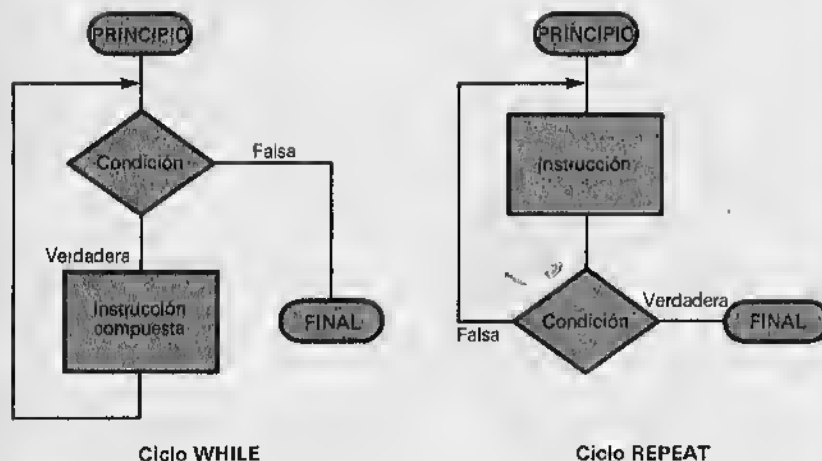 PRINCIPIO
Condición
Falsa
Verdadera
Instrucción
compuesta
FINAL
Ciclo WHILE
PRINCIPIO
Instrucción
Condición
Verdadera
Falsa
FINAL
Ciclo REPEAT